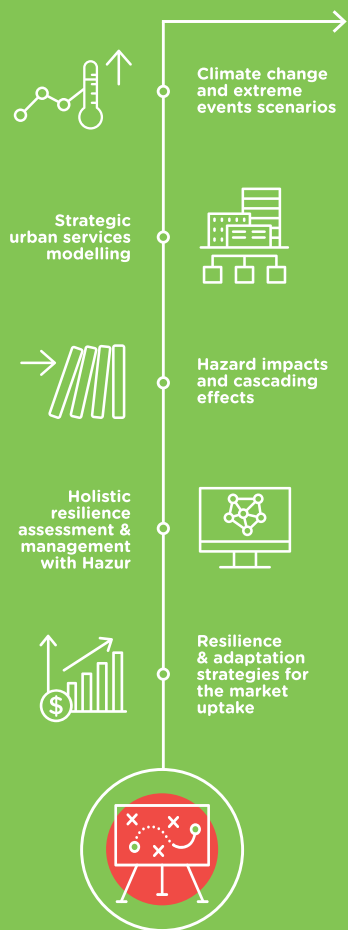 Climate change
and extreme
events scenarios
Strategic
urban services
modelling
Hazard impacts
and cascading
effects
Holistic
resilience
assessment &
management
with Hazur
Resilience
& adaptation
strategies for
the market
uptake
$